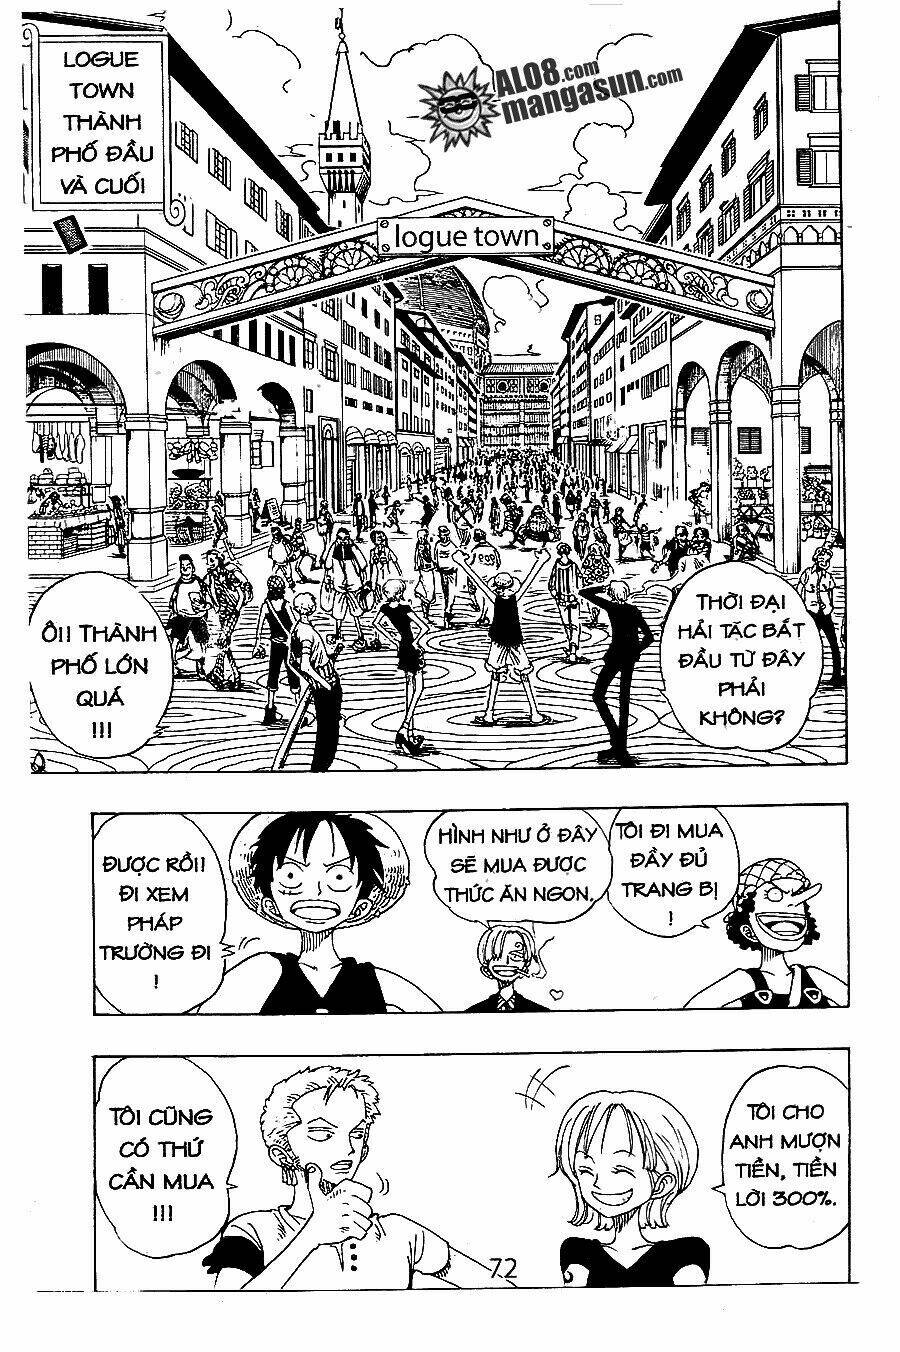 LOGUE
TOWN
THÀNH
PHỐ ĐẦU
VÀ CUỐI
AL08.com
mangasun.com
logue town
THỜI ĐẠI
HẢI TẶC BẮT
ĐẦU TỪ ĐÂY
PHẢI
KHÔNG?
ÔI! THÀNH
PHỐ LỚN
QUÁ
!!!
TÔI ĐI MUA
ĐẦY ĐỦ
TRANG BỊ
!
HÌNH NHƯ Ở ĐÂY
SẼ MUA ĐƯỢC
THỨC ĂN NGON.
ĐƯỢC RỒI!
ĐI XEM
PHÁP
TRƯỜNG ĐI
!
TÔI CHO
ANH MƯỢN
TIỀN, TIỀN
LỜI 300%.
TÔI CŨNG
CÓ THỨ
CẦN MUA
!!!
72